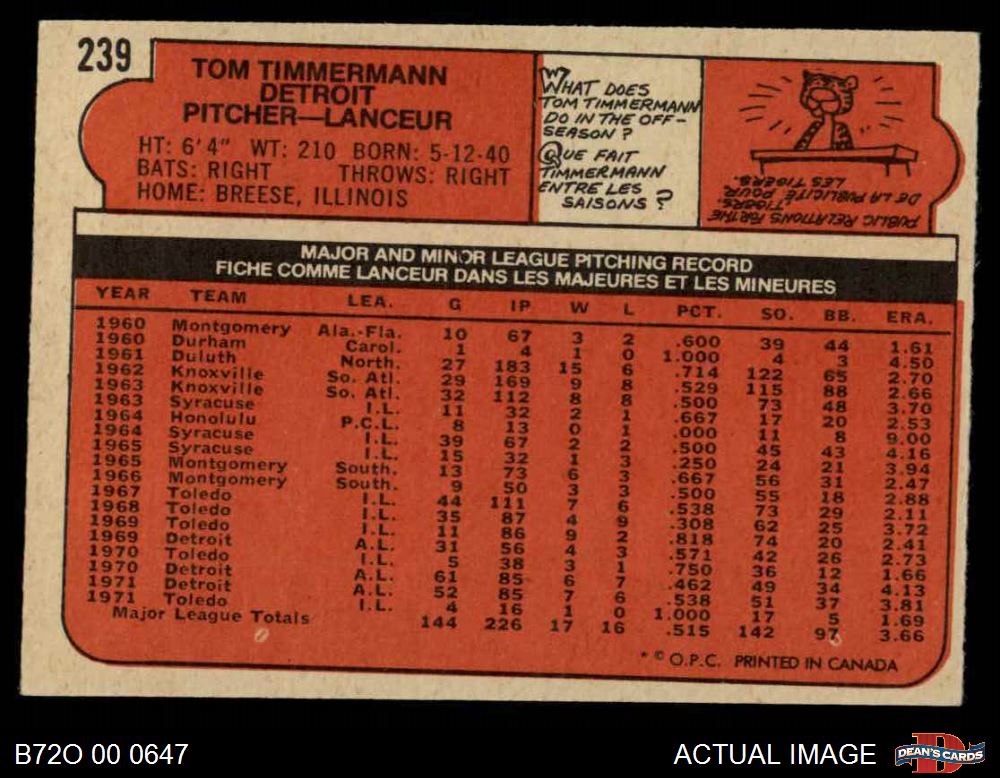 239
TOM TIMMERMANN
DETROIT
PITCHER—LANCEUR
HT: 6'4" WT: 210 BORN: 5-12-40
BATS: RIGHT THROWS: RIGHT
HOME: BREESE, ILLINOIS
WHAT DOES
TOM TIMMERMANN
DO IN THE OFF-
SEASON?
QUE FAIT
TIMMERMANN
ENTRE LES
SAISONS?
PUBLIC RELATIONS FOR THE
TIGERS.
DE LA PUBLICITÉ POUR
LES TIGERS.
MAJOR AND MINOR LEAGUE PITCHING RECORD
FICHE COMME LANCEUR DANS LES MAJEURES ET LES MINEURES
YEAR TEAM LEA. G IP W L PCT. SO. BB. ERA.
1960 Montgomery Ala.-Fla. 10 67 3 2 .600 39 44 1.61
1960 Durham Carol. 1 4 1 0 1.000 4 3 4.50
1961 Duluth North. 27 183 15 6 .714 122 65 2.70
1962 Knoxville So. Atl. 29 169 9 8 .529 115 88 2.66
1963 Knoxville So. Atl. 32 112 8 8 .500 73 48 3.70
1963 Syracuse I.L. 11 32 2 1 .667 17 20 2.53
1964 Honolulu P.C.L. 8 13 0 1 .000 11 8 9.00
1964 Syracuse I.L. 39 67 2 2 .500 45 43 4.16
1965 Syracuse I.L. 15 32 1 3 .250 24 21 3.94
1965 Montgomery South. 13 73 6 3 .667 56 31 2.47
1966 Montgomery South. 9 50 3 3 .500 55 18 2.88
1967 Toledo I.L. 44 111 7 6 .538 73 29 2.11
1968 Toledo I.L. 35 87 4 9 .308 62 25 3.72
1969 Toledo I.L. 11 86 9 2 .818 74 20 2.41
1969 Detroit A.L. 31 56 4 3 .571 42 26 2.73
1970 Toledo I.L. 5 38 3 1 .750 36 12 1.66
1970 Detroit A.L. 61 85 6 7 .462 49 34 4.13
1971 Detroit A.L. 52 85 7 6 .538 51 37 3.81
1971 Toledo I.L. 4 16 1 0 1.000 17 5 1.69
Major League Totals 144 226 17 16 .515 142 97 3.66
* © O.P.C. PRINTED IN CANADA
B72O 00 0647
ACTUAL IMAGE
DEAN'S CARDS